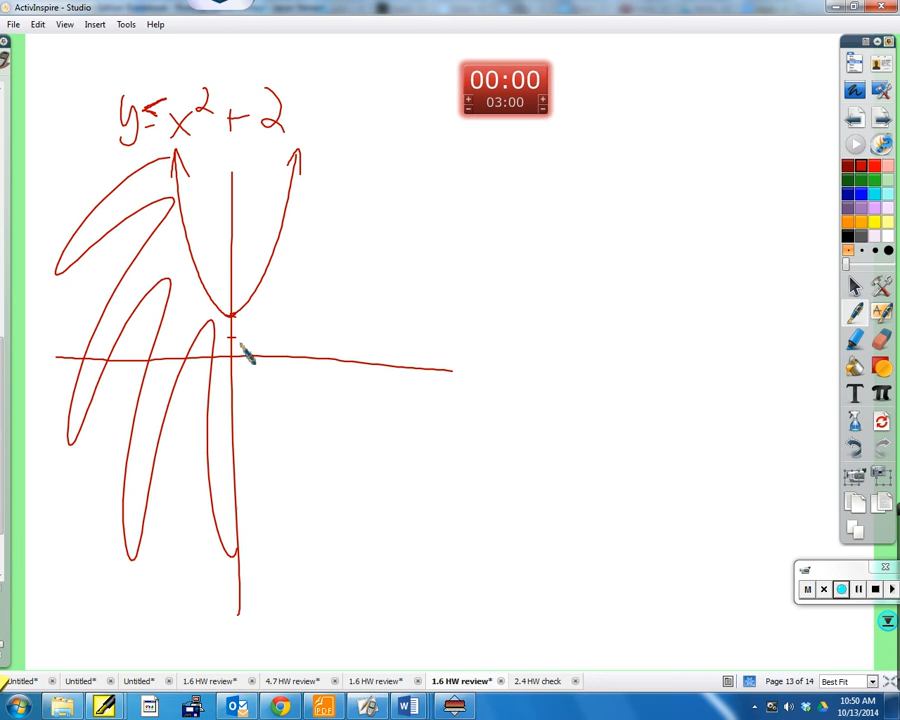 ActivInspire - Studio
File Edit View Insert Tools Help
00:00
03:00
y ≤ x² + 2
T π
M
Untitled* Untitled* Untitled* 1.6 HW review* 4.7 HW review* 1.6 HW review* 1.6 HW review* 2.4 HW check
Page 13 of 14 Best Fit
PDF
10:50 AM
10/13/2014